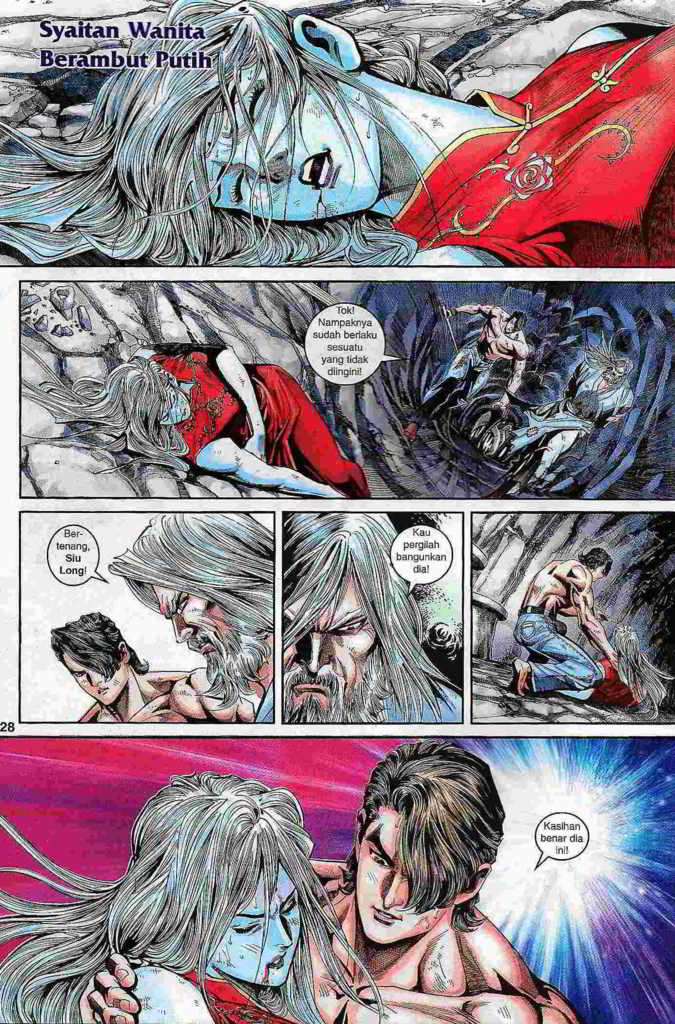 Syaitan Wanita
Berambut Putih
Tok!
Nampaknya
sudah berlaku
sesuatu
yang tidak
diingini!
Ber-
tenang,
Siu
Long!
Kau
pergilah
bangunkan
dia!
28
Kasihan
benar dia
ini!